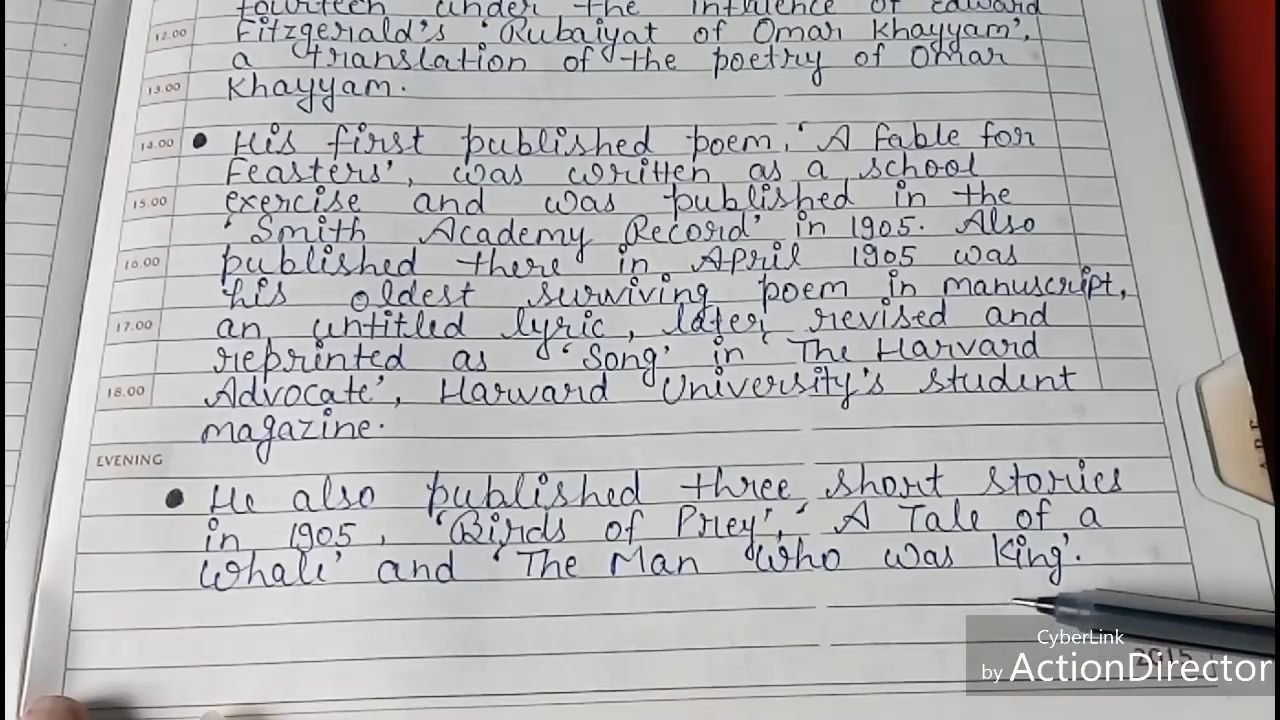 fourteen under the influence of Edward
12.00 Fitzgerald's 'Rubaiyat of Omar Khayyam',
a translation of the poetry of Omar
13.00 Khayyam.
14.00 • His first published poem, 'A Fable for
Feasters', was written as a school
15.00 exercise and was published in the
'Smith Academy Record' in 1905. Also
16.00 published there in April 1905 was
his oldest surviving poem in manuscript,
17.00 an untitled lyric, later revised and
reprinted as 'Song' in 'The Harvard
18.00 Advocate', Harward University's student
magazine.
EVENING
• He also published three short stories
in 1905, 'Birds of Prey', 'A Tale of a
Whale' and 'The Man Who was King'.
2015
CyberLink
by ActionDirector